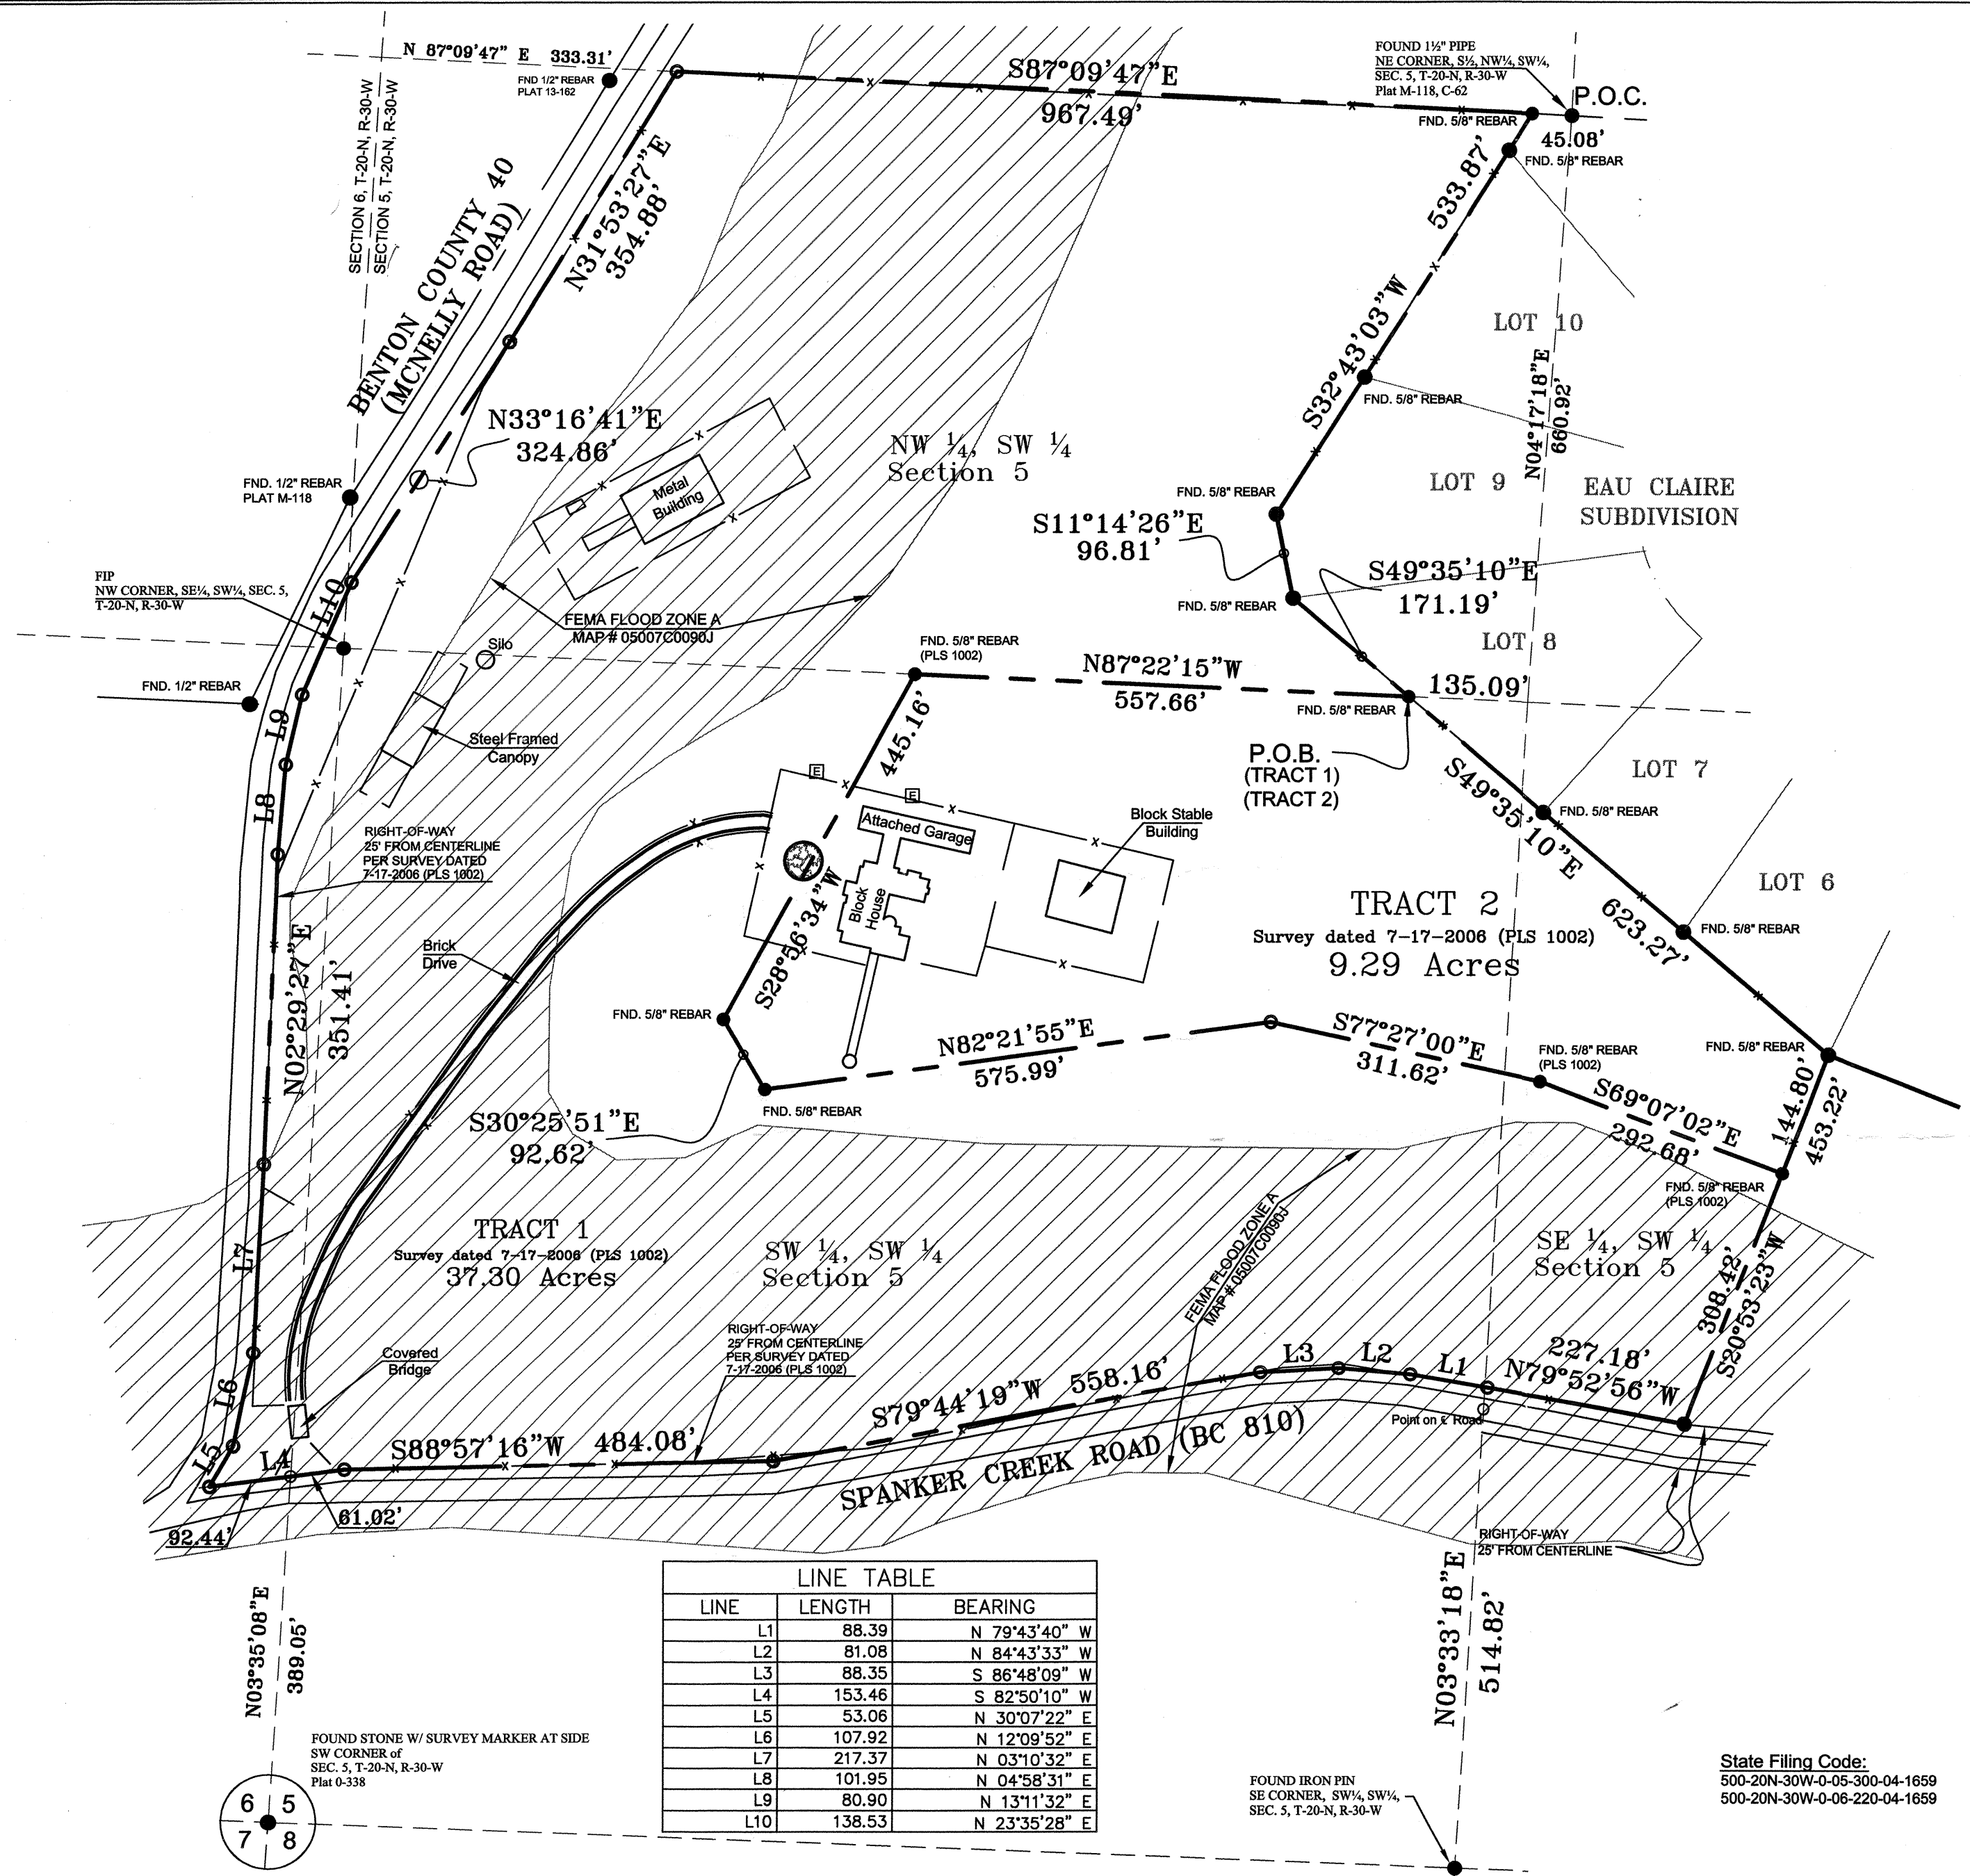 N 87°09'47" E 333.31'
FND 1/2" REBAR
PLAT 13-162
S87°09'47"E
967.49'
FOUND 1½" PIPE
NE CORNER, S½, NW¼, SW¼,
SEC. 5, T-20-N, R-30-W
Plat M-118, C-62
P.O.C.
FND. 5/8" REBAR
45.08'
FND. 5/8" REBAR
SECTION 6, T-20-N, R-30-W
SECTION 5, T-20-N, R-30-W
BENTON COUNTY 40
(MCNELLY ROAD)
N31°53'27"E
354.88'
533.87'
S32°43'03"W
LOT 10
FND. 5/8" REBAR
N04°17'18"E
660.92'
N33°16'41"E
324.86'
NW ¼, SW ¼
Section 5
Metal
Building
FND. 1/2" REBAR
PLAT M-118
FND. 5/8" REBAR
LOT 9
EAU CLAIRE
SUBDIVISION
S11°14'26"E
96.81'
S49°35'10"E
171.19'
FIP
NW CORNER, SE¼, SW¼, SEC. 5,
T-20-N, R-30-W
L10
FEMA FLOOD ZONE A
MAP # 05007C0090J
FND. 5/8" REBAR
LOT 8
Silo
FND. 5/8" REBAR
(PLS 1002)
N87°22'15"W
557.66'
135.09'
FND. 1/2" REBAR
FND. 5/8" REBAR
L9
Steel Framed
Canopy
445.16'
P.O.B.
(TRACT 1)
(TRACT 2)
LOT 7
S49°35'10"E
623.27'
FND. 5/8" REBAR
E
E
L8
RIGHT-OF-WAY
25' FROM CENTERLINE
PER SURVEY DATED
7-17-2006 (PLS 1002)
Attached Garage
Block Stable
Building
Block
House
S28°56'34"W
LOT 6
TRACT 2
Survey dated 7-17-2006 (PLS 1002)
9.29 Acres
FND. 5/8" REBAR
Brick
Drive
N02°29'27"E
351.41'
FND. 5/8" REBAR
N82°21'55"E
575.99'
S77°27'00"E
311.62'
FND. 5/8" REBAR
(PLS 1002)
FND. 5/8" REBAR
S69°07'02"E
292.68'
144.80'
453.22'
FND. 5/8" REBAR
S30°25'51"E
92.62'
FND. 5/8" REBAR
(PLS 1002)
TRACT 1
Survey dated 7-17-2006 (PLS 1002)
37.30 Acres
SW ¼, SW ¼
Section 5
FEMA FLOOD ZONE A
MAP # 05007C0090J
SE ¼, SW ¼
Section 5
308.42'
S20°53'23"W
L7
Covered
Bridge
RIGHT-OF-WAY
25' FROM CENTERLINE
PER SURVEY DATED
7-17-2006 (PLS 1002)
L3
L2
L1
227.18'
N79°52'56"W
L6
S79°44'19"W 558.16'
Point on ℄ Road
L5
L4
S88°57'16"W 484.08'
SPANKER CREEK ROAD (BC 810)
92.44'
61.02'
RIGHT-OF-WAY
25' FROM CENTERLINE
N03°35'08"E
389.05'
N03°33'18"E
514.82'
LINE TABLE
LINE LENGTH BEARING
L1 88.39 N 79°43'40" W
L2 81.08 N 84°43'33" W
L3 88.35 S 86°48'09" W
L4 153.46 S 82°50'10" W
L5 53.06 N 30°07'22" E
L6 107.92 N 12°09'52" E
L7 217.37 N 03°10'32" E
L8 101.95 N 04°58'31" E
L9 80.90 N 13°11'32" E
L10 138.53 N 23°35'28" E
FOUND STONE W/ SURVEY MARKER AT SIDE
SW CORNER of
SEC. 5, T-20-N, R-30-W
Plat 0-338
6 5
7 8
FOUND IRON PIN
SE CORNER, SW¼, SW¼,
SEC. 5, T-20-N, R-30-W
State Filing Code:
500-20N-30W-0-05-300-04-1659
500-20N-30W-0-06-220-04-1659